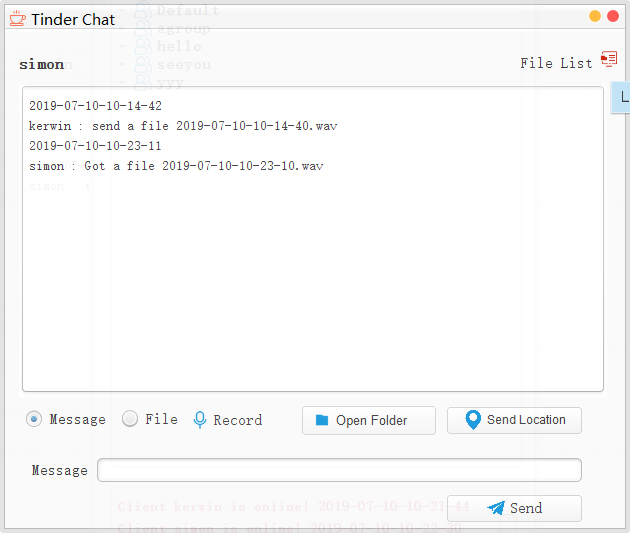 Tinder Chat
Default
agroup
hello
simon
File List
seeyou
yyy
L
2019-07-10-10-14-42
kerwin : send a file 2019-07-10-10-14-40.wav
2019-07-10-10-23-11
simon : Got a file 2019-07-10-10-23-10.wav
Message File Record Open Folder Send Location
Message
Client kerwin is online! 2019-07-10-10-21-44
Send
Client simon is online! 2019-07-10-10-22-30